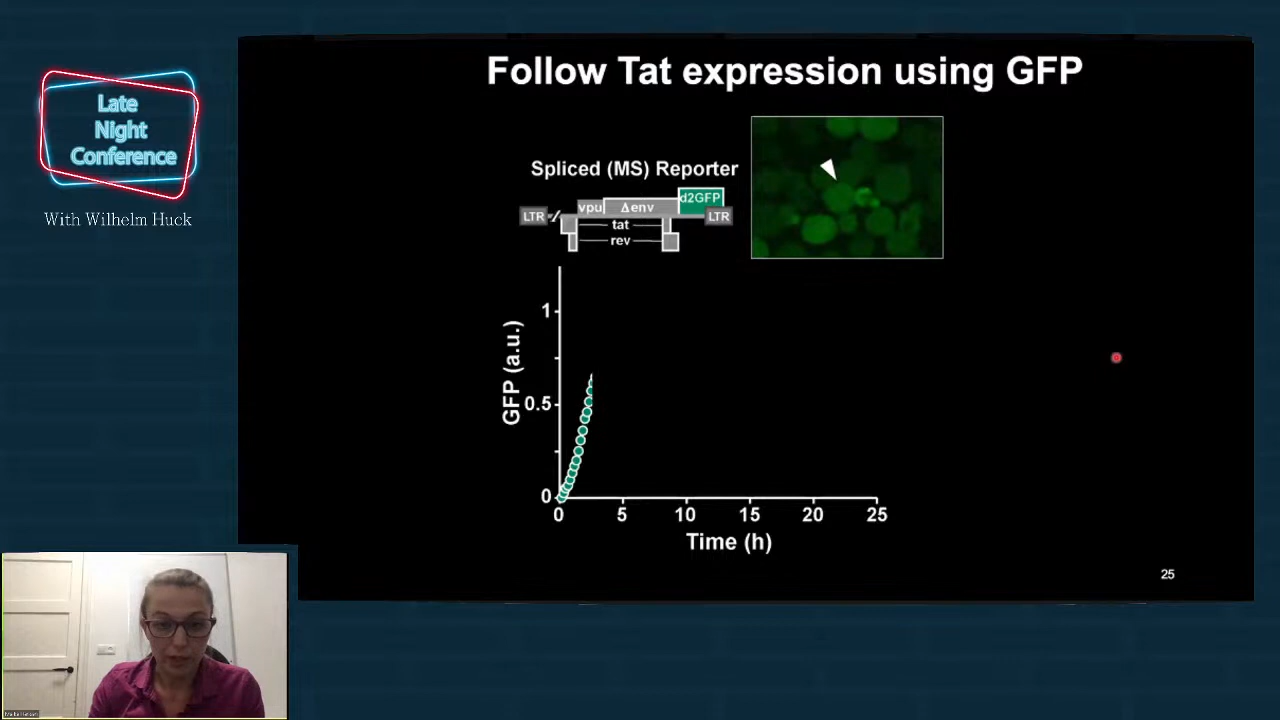 Late
Night
Conference
With Wilhelm Huck
Follow Tat expression using GFP
Spliced (MS) Reporter
LTR
vpu
Δenv
d2GFP
LTR
tat
rev
GFP (a.u.)
1
0.5
0
0 5 10 15 20 25
Time (h)
25